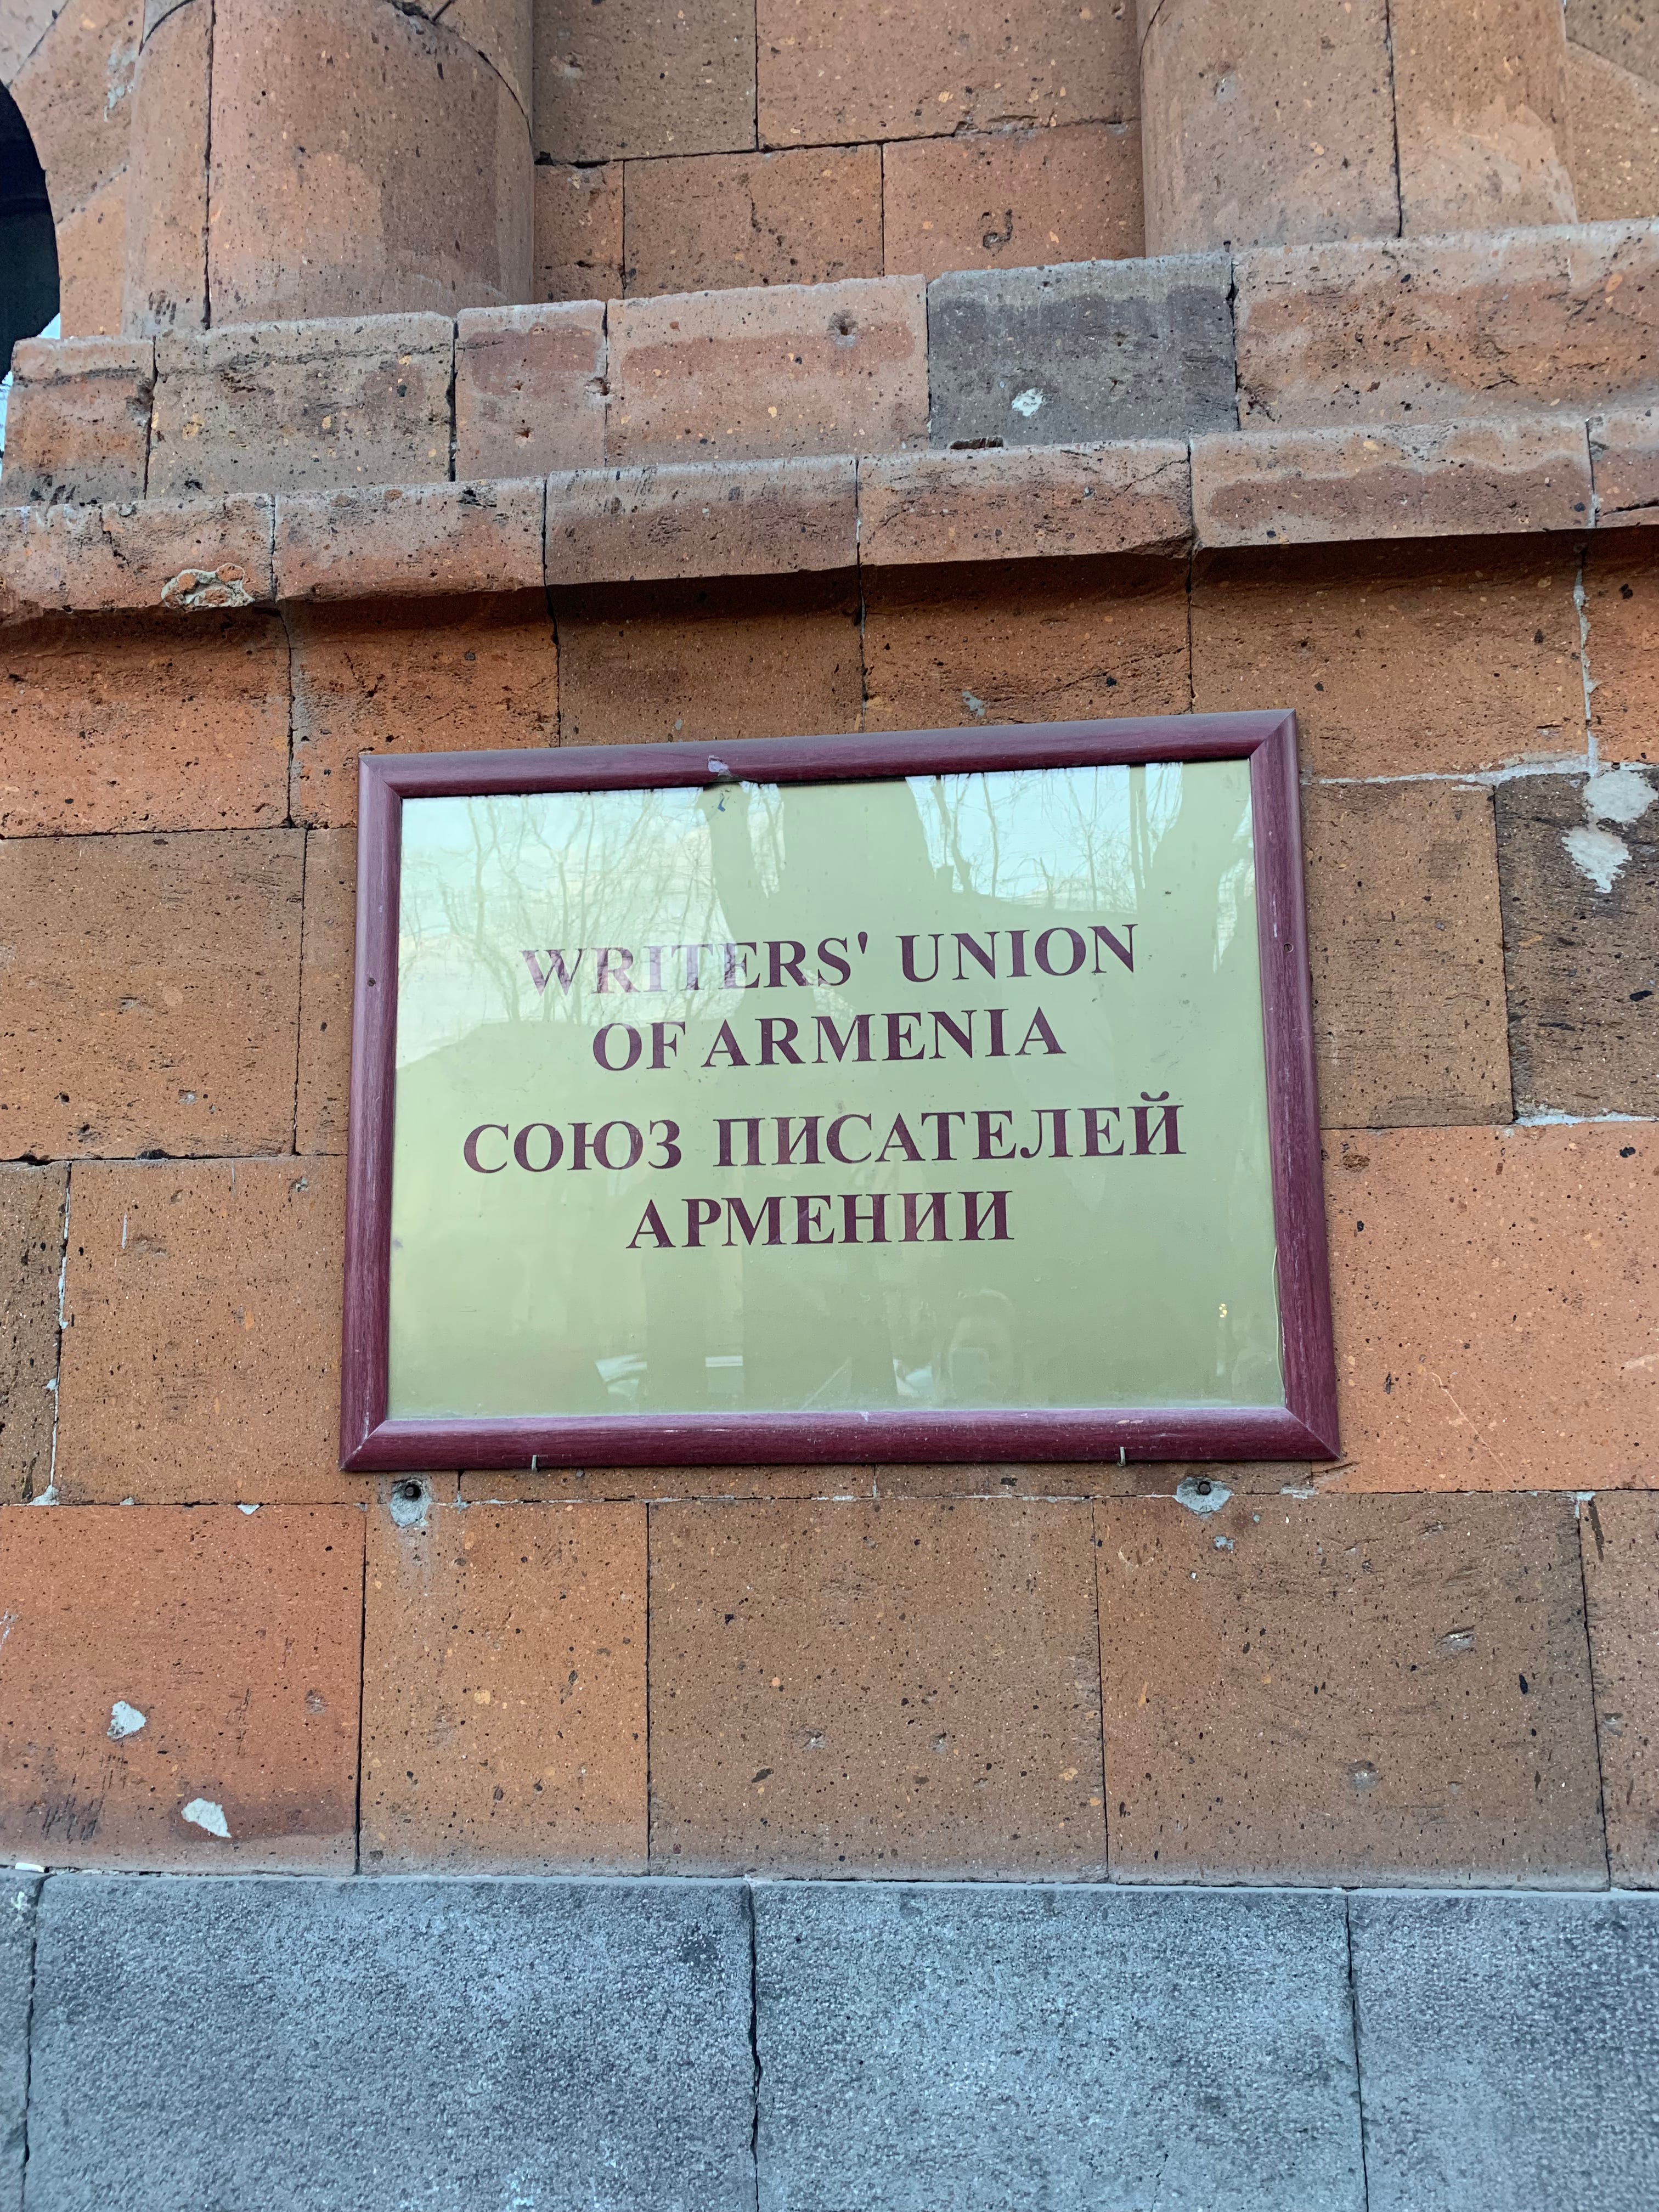 WRITERS' UNION
OF ARMENIA
СОЮЗ ПИСАТЕЛЕЙ
АРМЕНИИ